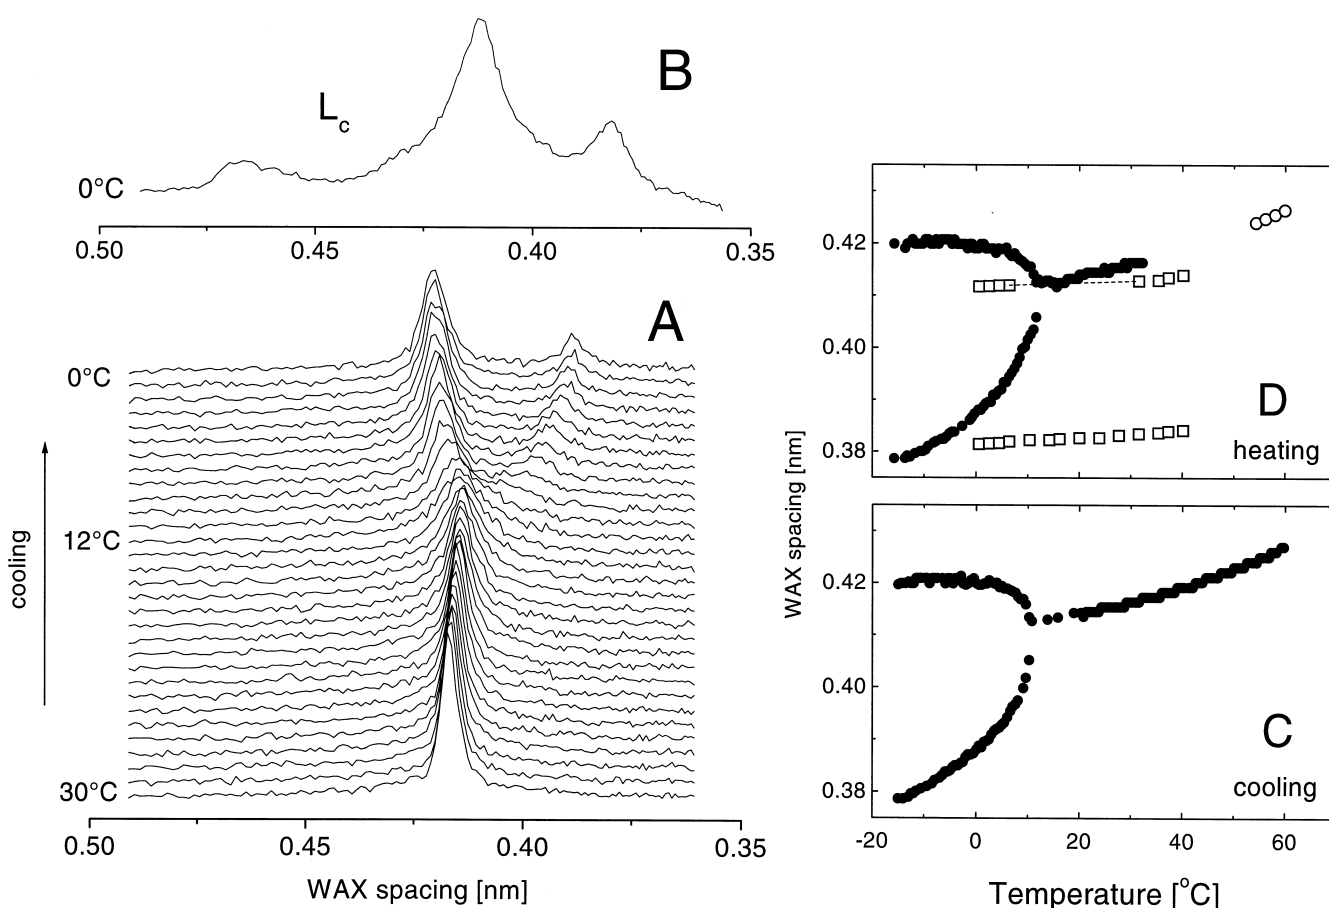 B
L_c
0°C
0.50 0.45 0.40 0.35
A
0°C
cooling
12°C
30°C
0.50 0.45 0.40 0.35
WAX spacing [nm]
WAX spacing [nm]
0.42
0.40
0.38
D
heating
0.42
0.40
0.38
C
cooling
-20 0 20 40 60
Temperature [°C]